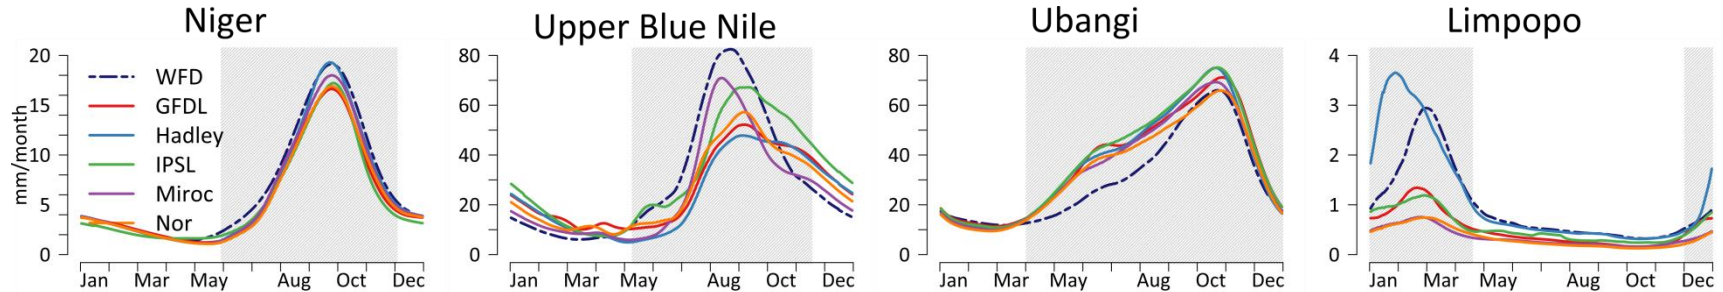 Niger
Upper Blue Nile
Ubangi
Limpopo
mm/month
20
15
10
5
0
WFD
GFDL
Hadley
IPSL
Miroc
Nor
Jan Mar May Aug Oct Dec
80
60
40
20
0
Jan Mar May Aug Oct Dec
80
60
40
20
0
Jan Mar May Aug Oct Dec
4
3
2
1
0
Jan Mar May Aug Oct Dec